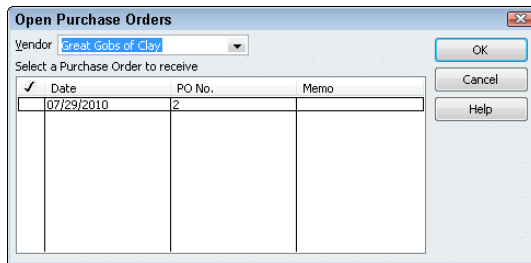 Open Purchase Orders
Vendor Great Gobs of Clay
OK
Select a Purchase Order to receive
Cancel
✓ Date PO No. Memo
Help
07/29/2010 2